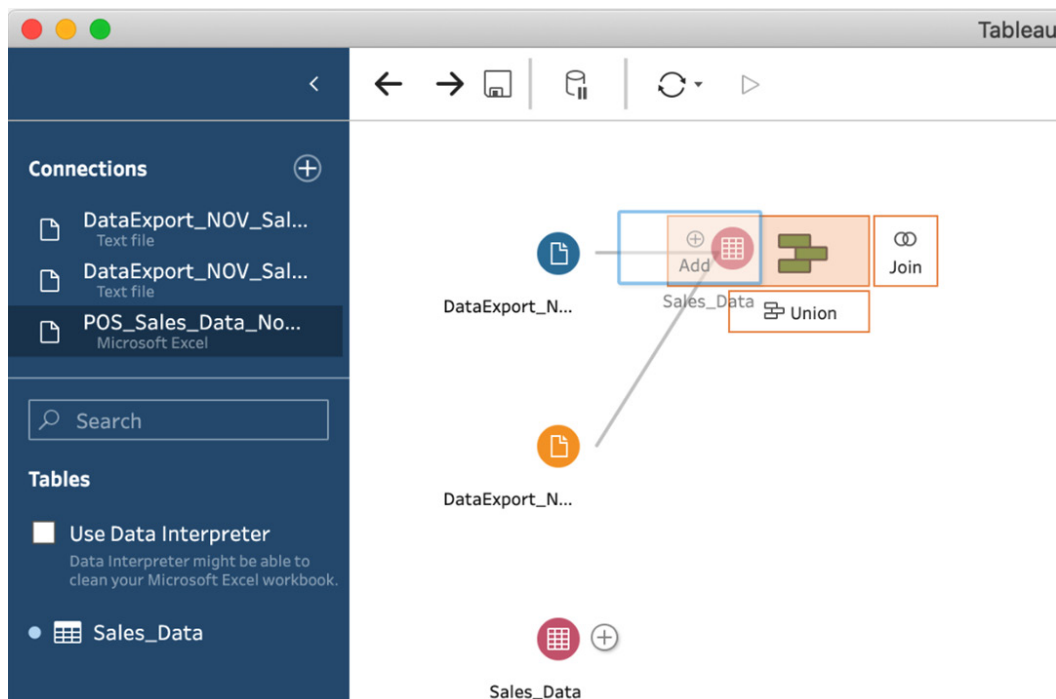 Tableau
Connections
DataExport_NOV_Sal...
Text file
DataExport_NOV_Sal...
Text file
POS_Sales_Data_No...
Microsoft Excel
Search
Tables
Use Data Interpreter
Data Interpreter might be able to
clean your Microsoft Excel workbook.
Sales_Data
Add
Join
DataExport_N...
Sales_Data
Union
DataExport_N...
Sales_Data